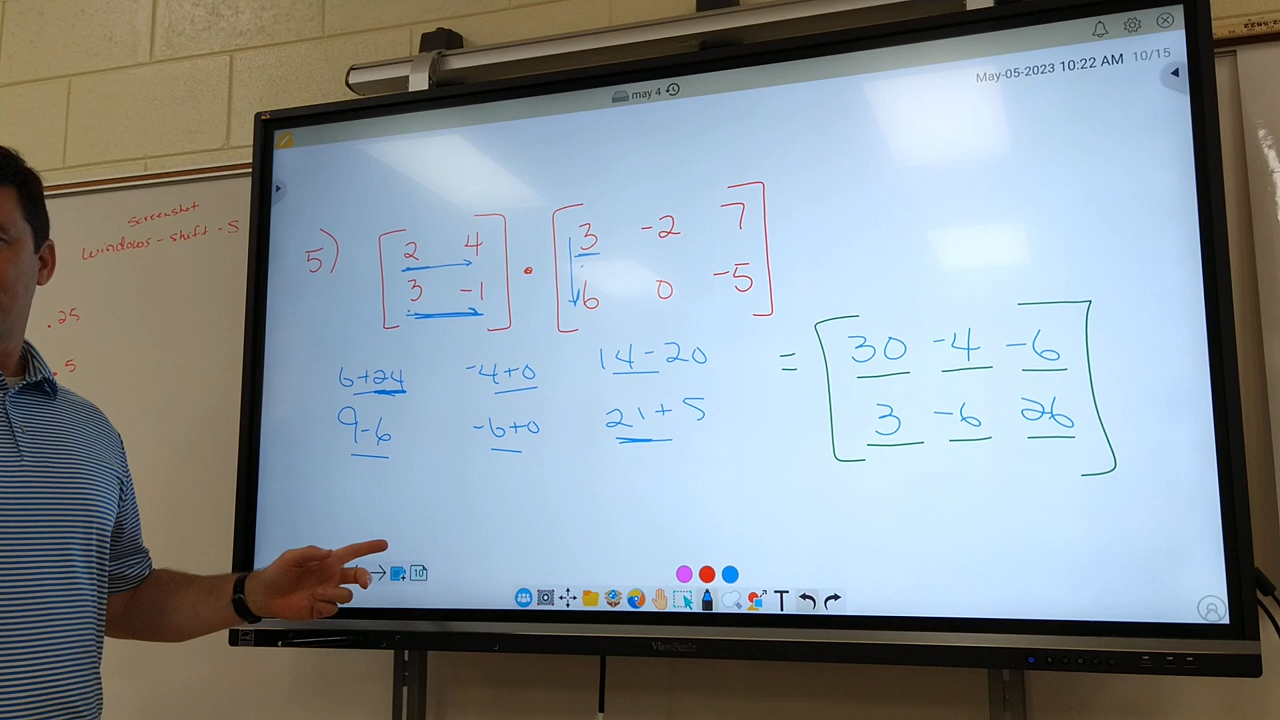 may 4
May-05-2023 10:22 AM 10/15
screenshot
windows-shift-s
.25
.5
5) [2 4 • [3 -2 7
3 -1] 6 0 -5]
6+24 -4+0 14-20
9-6 -6+0 21+5
= [30 -4 -6
3 -6 26]
10
T
ViewSonic